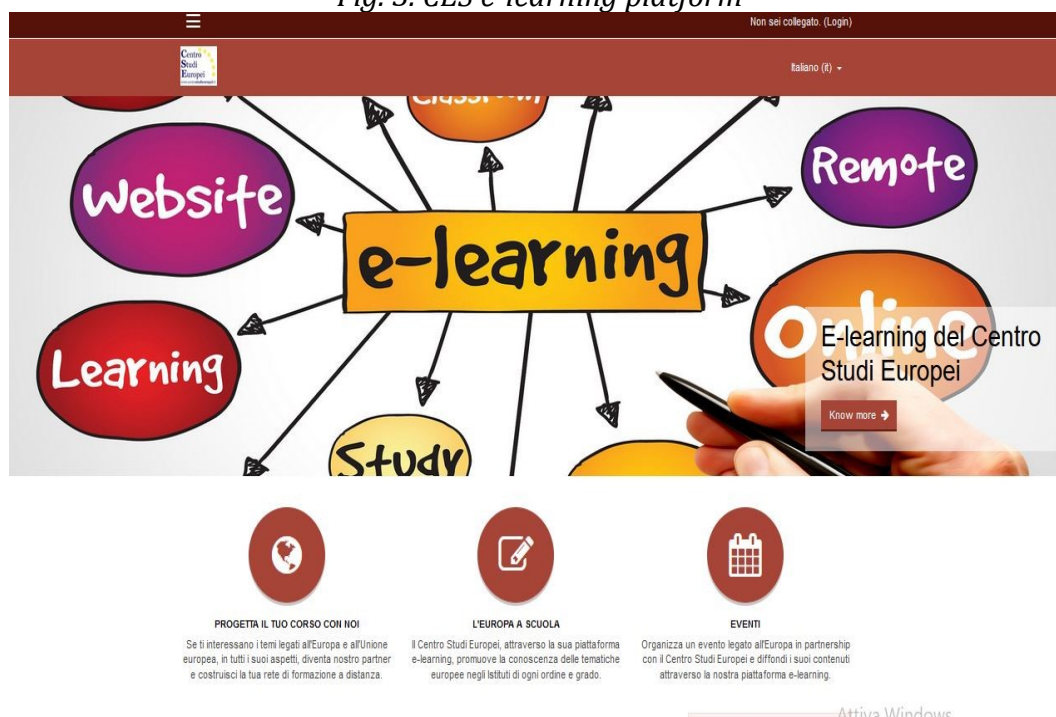 Fig. 3. CES e-learning platform
Non sei collegato. (Login)
Centro
Studi
Europei
Italiano (it)
Classroom
Website
Remote
e-learning
Online
Learning
Study
E-learning del Centro
Studi Europei
Know more
PROGETTA IL TUO CORSO CON NOI
Se ti interessano i temi legati all'Europa e all'Unione
europea, in tutti i suoi aspetti, diventa nostro partner
e costruisci la tua rete di formazione a distanza.
L'EUROPA A SCUOLA
Il Centro Studi Europei, attraverso la sua piattaforma
e-learning, promuove la conoscenza delle tematiche
europee negli Istituti di ogni ordine e grado.
EVENTI
Organizza un evento legato all'Europa in partnership
con il Centro Studi Europei e diffondi i suoi contenuti
attraverso la nostra piattaforma e-learning.
Attiva Windows